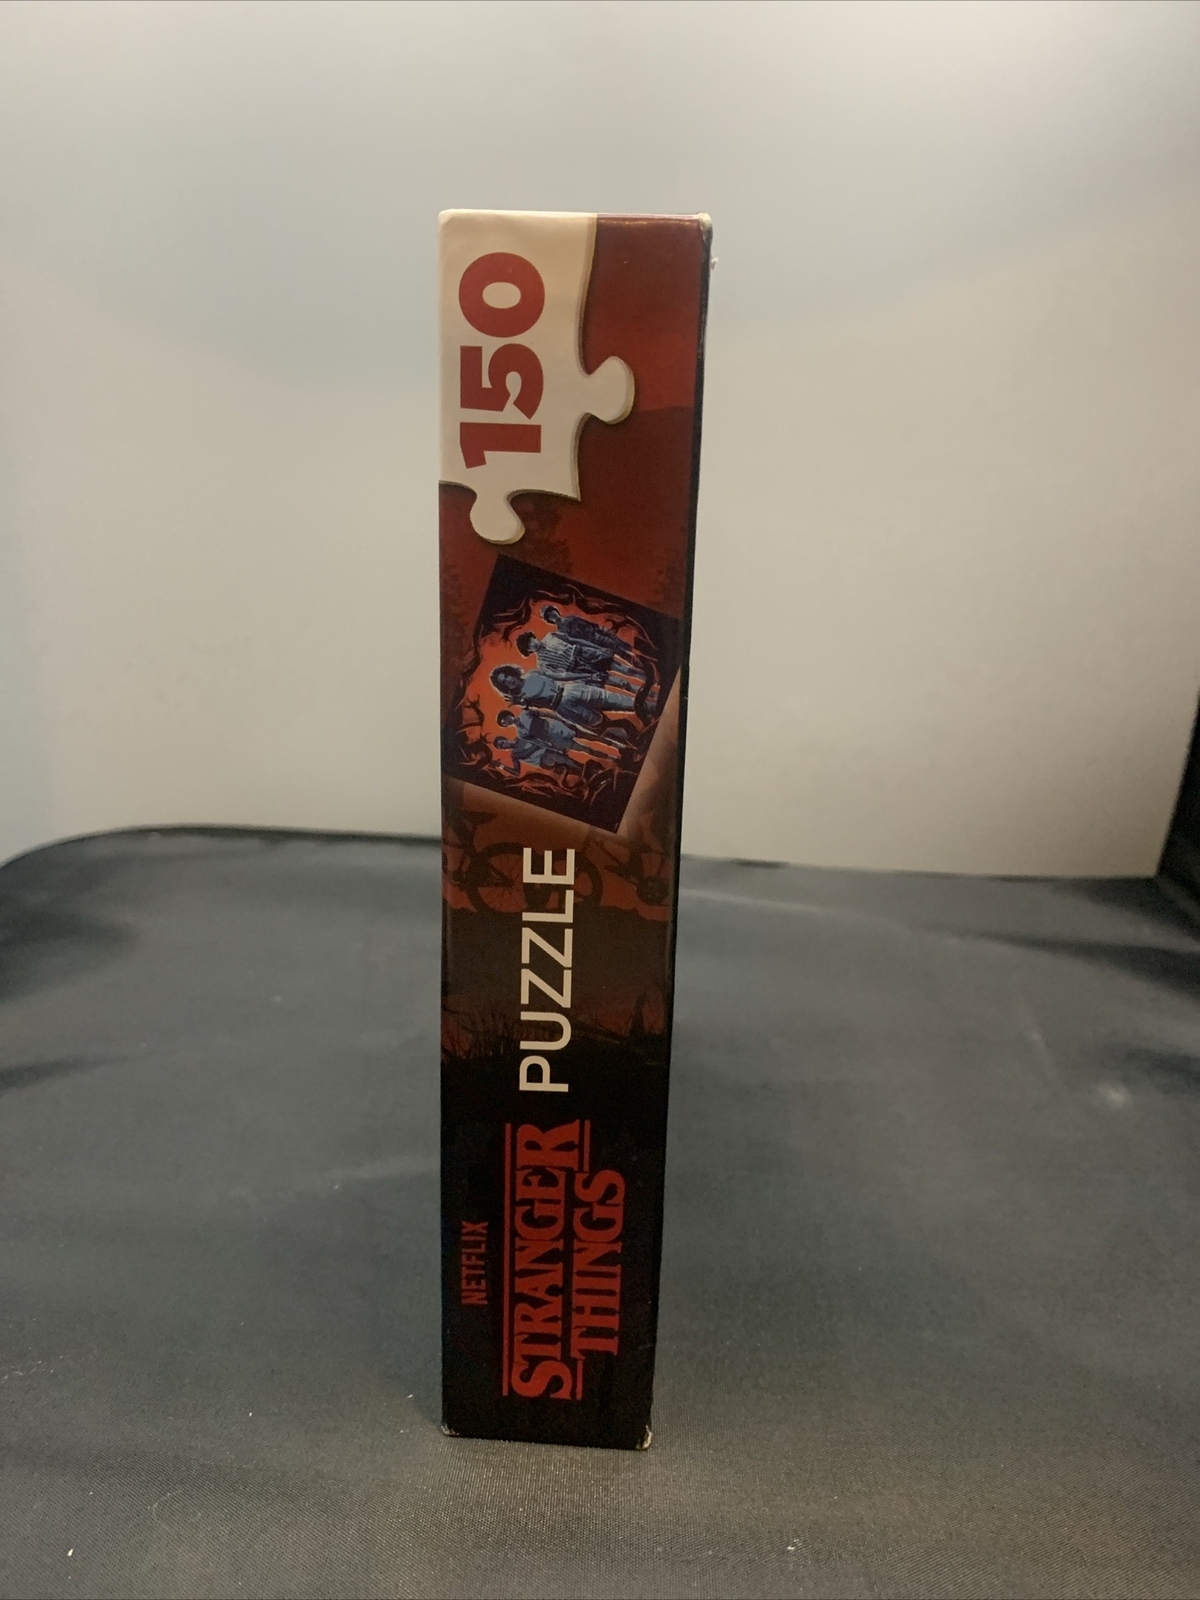 NETFLIX
STRANGER
THINGS
PUZZLE
150